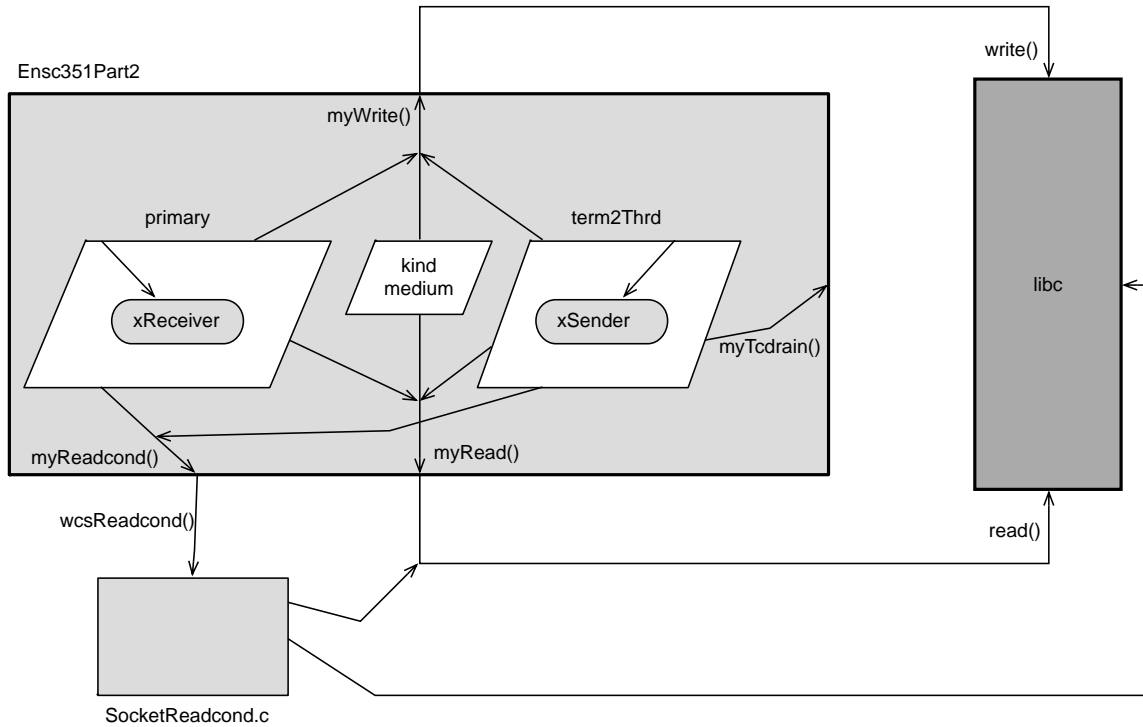 write()
Ensc351Part2
myWrite()
primary
term2Thrd
kind
medium
libc
xReceiver
xSender
myTcdrain()
myReadcond()
myRead()
wcsReadcond()
read()
SocketReadcond.c